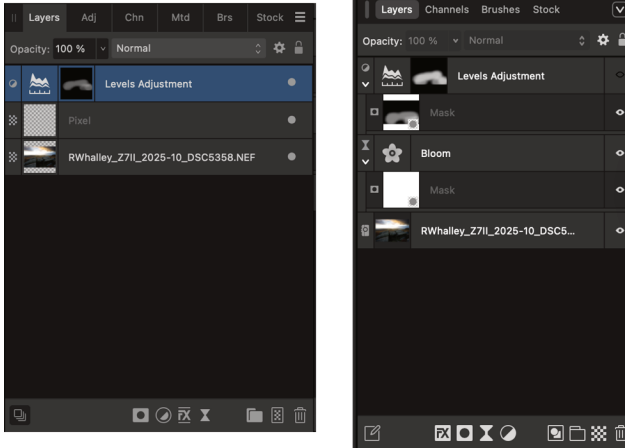 Layers Adj Chn Mtd Brs Stock
Opacity: 100 % Normal
Levels Adjustment
Pixel
RWhalley_Z7II_2025-10_DSC5358.NEF
Layers Channels Brushes Stock
Opacity: 100 % Normal
Levels Adjustment
Mask
Bloom
Mask
RWhalley_Z7II_2025-10_DSC5...